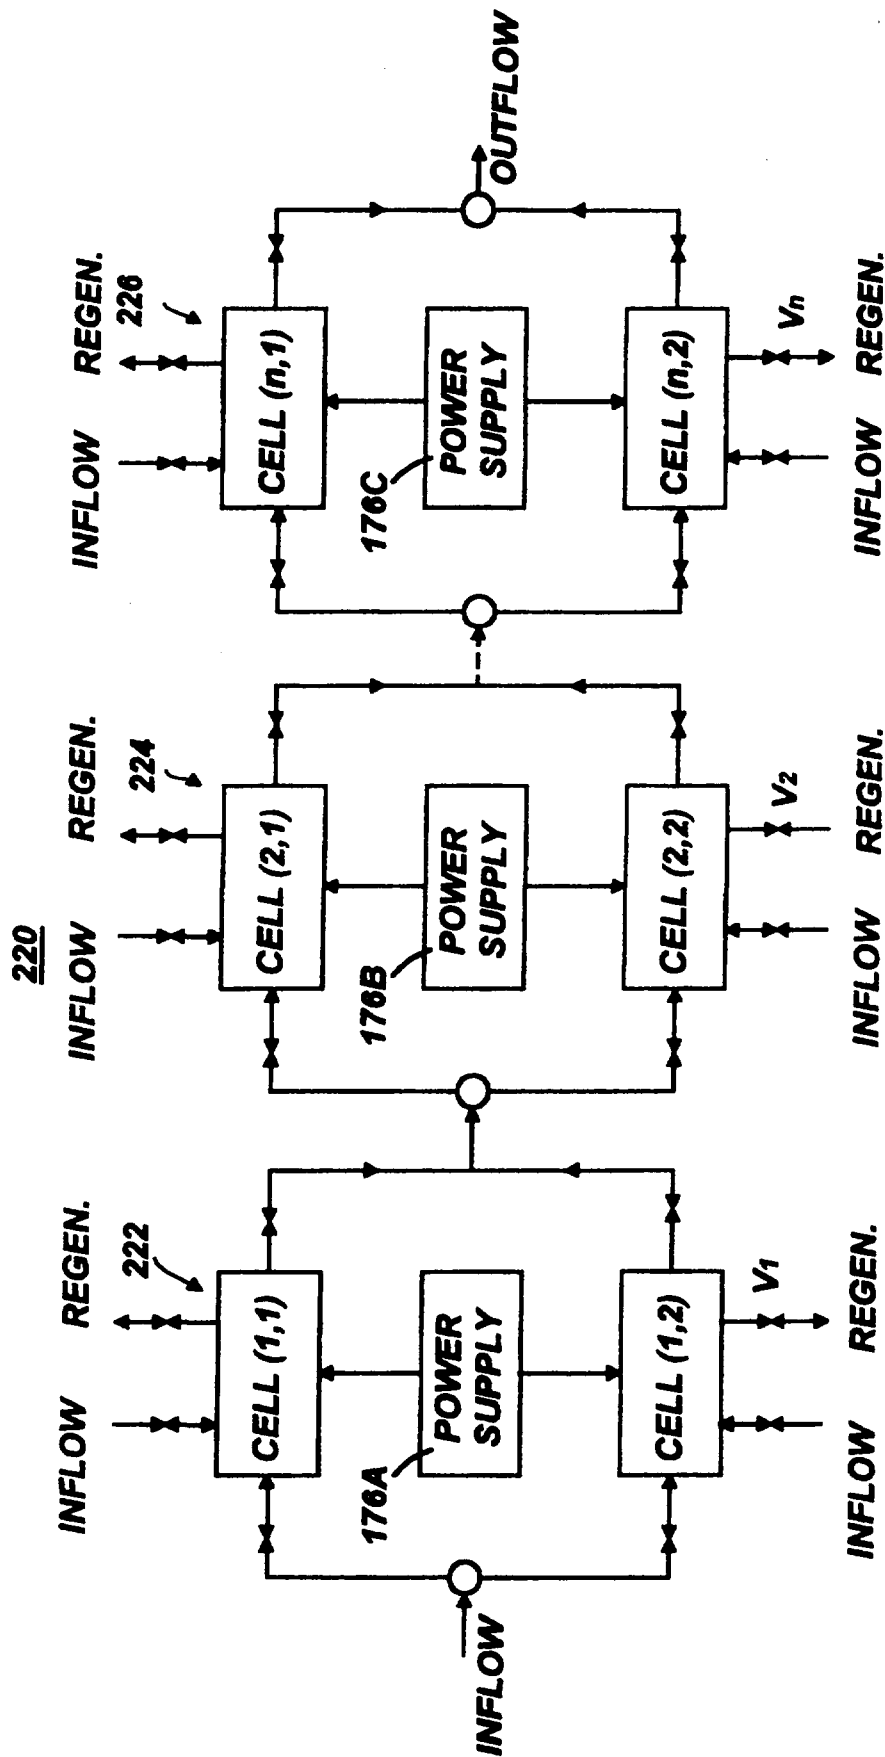 220
INFLOW
REGEN.
INFLOW
REGEN.
INFLOW
REGEN.
222
224
226
CELL (1,1)
CELL (2,1)
CELL (n,1)
176A
POWER
SUPPLY
176B
POWER
SUPPLY
176C
POWER
SUPPLY
INFLOW
OUTFLOW
CELL (1,2)
CELL (2,2)
CELL (n,2)
V1
V2
Vn
INFLOW
REGEN.
INFLOW
REGEN.
INFLOW
REGEN.